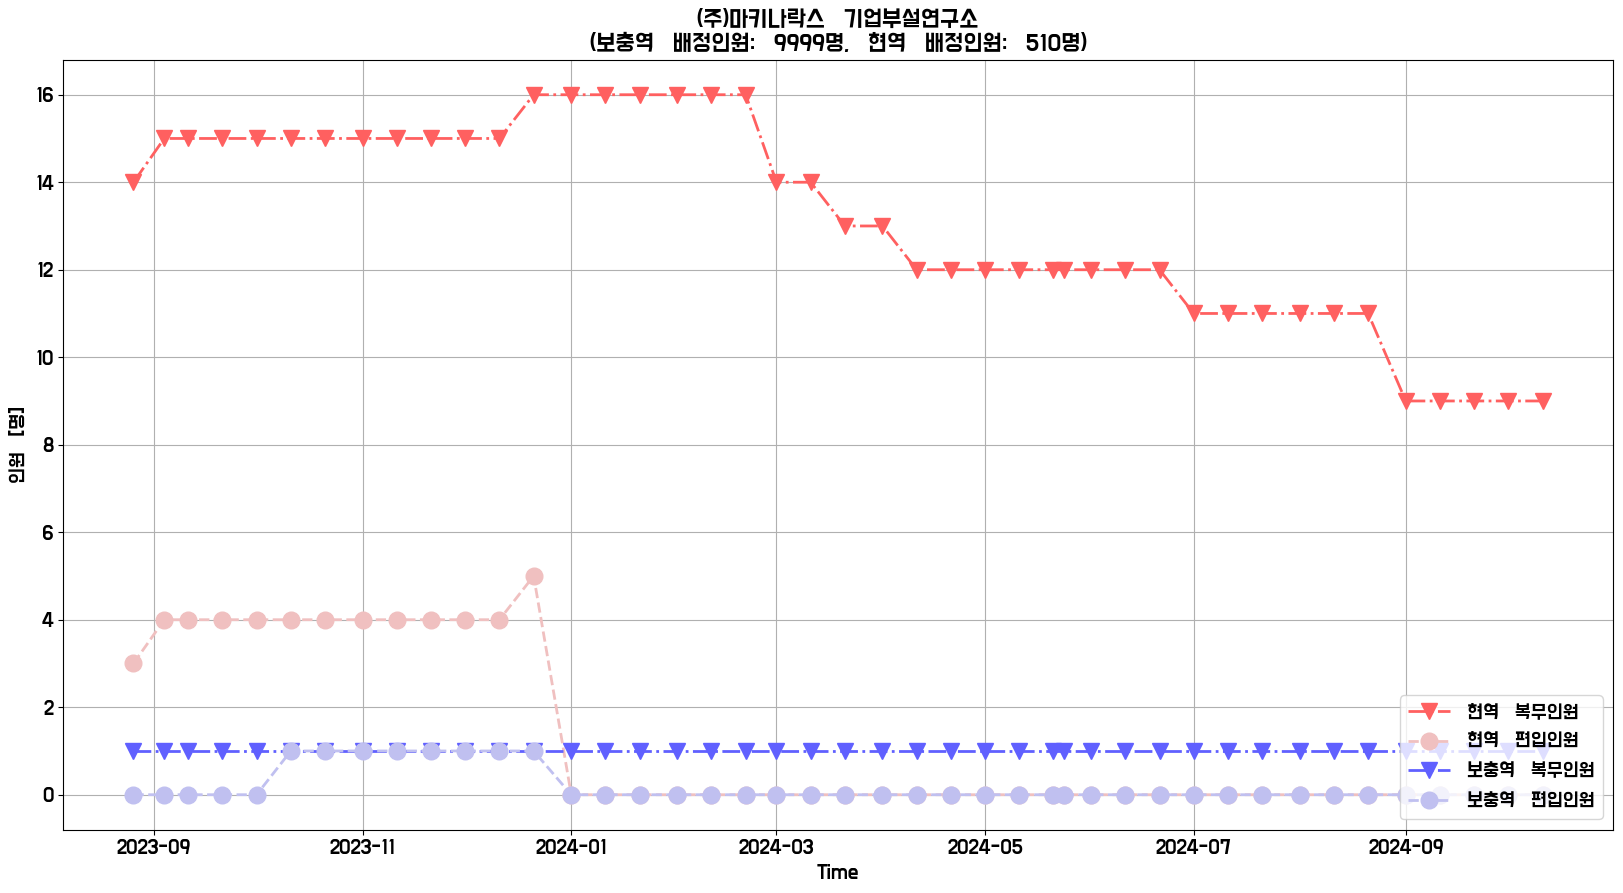 (주)마키나락스 기업부설연구소
(보충역 배정인원: 9999명, 현역 배정인원: 510명)
16
14
12
10
8
6
4
2
0
인원 [명]
2023-09
2023-11
2024-01
2024-03
2024-05
2024-07
2024-09
Time
현역 복무인원
현역 편입인원
보충역 복무인원
보충역 편입인원